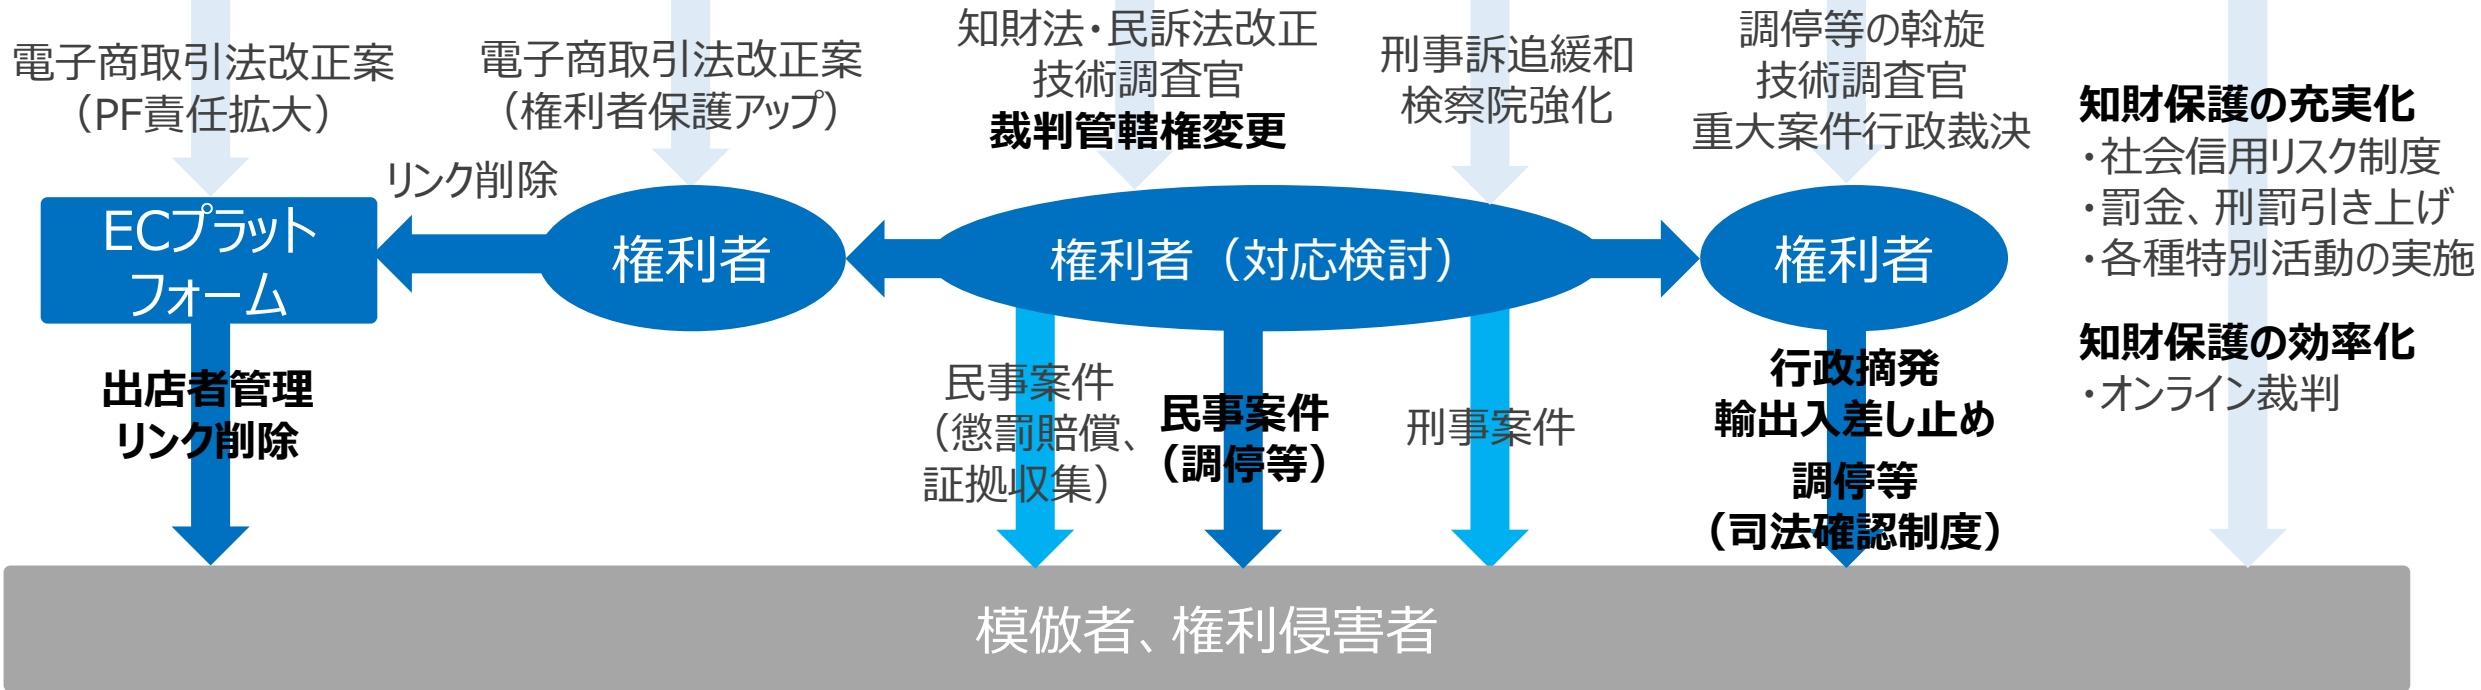 電子商取引法改正案
（PF責任拡大）
電子商取引法改正案
（権利者保護アップ）
知財法・民訴法改正
技術調査官
裁判管轄権変更
刑事訴追緩和
検察院強化
調停等の斡旋
技術調査官
重大案件行政裁決
知財保護の充実化
・社会信用リスク制度
・罰金、刑罰引き上げ
・各種特別活動の実施
知財保護の効率化
・オンライン裁判
リンク削除
ECプラット
フォーム
権利者
権利者（対応検討）
権利者
出店者管理
リンク削除
民事案件
（懲罰賠償、
証拠収集）
民事案件
（調停等）
刑事案件
行政摘発
輸出入差し止め
調停等
（司法確認制度）
模倣者、権利侵害者